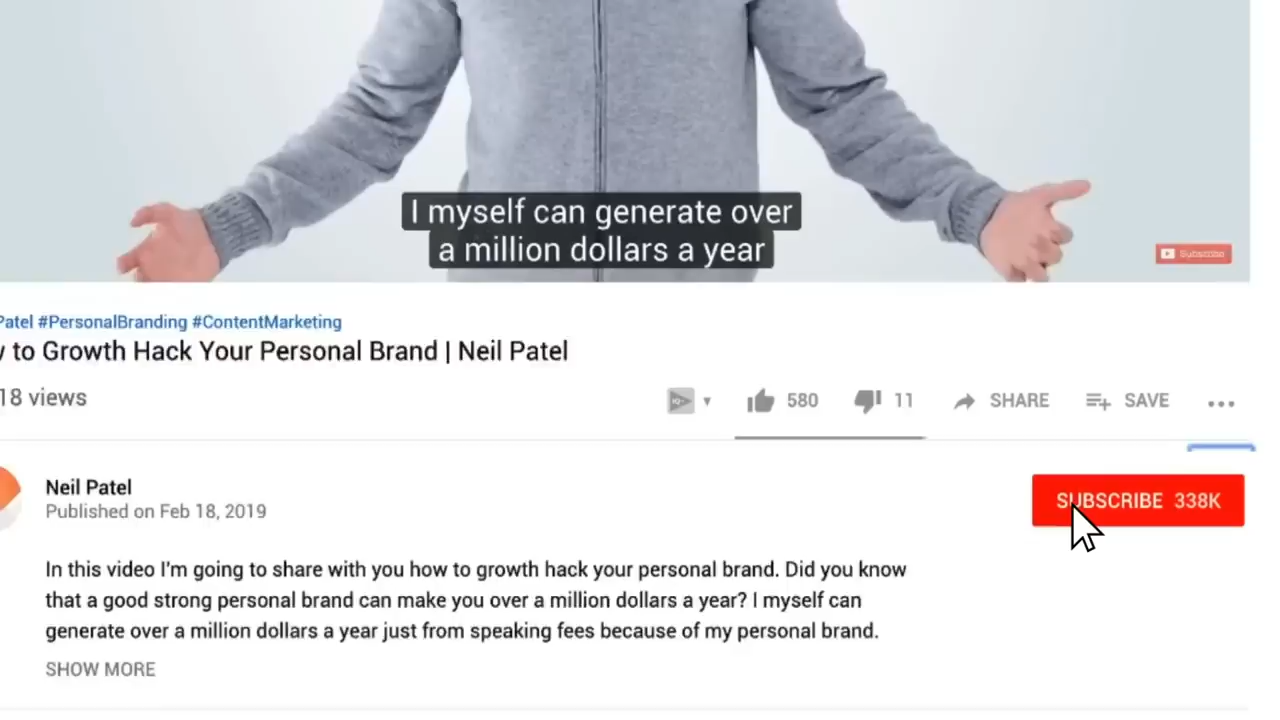 I myself can generate over
a million dollars a year
Subscribe
Patel #PersonalBranding #ContentMarketing
to Growth Hack Your Personal Brand | Neil Patel
18 views
580
11
SHARE
SAVE
Neil Patel
Published on Feb 18, 2019
SUBSCRIBE 338K
In this video I'm going to share with you how to growth hack your personal brand. Did you know
that a good strong personal brand can make you over a million dollars a year? I myself can
generate over a million dollars a year just from speaking fees because of my personal brand.
SHOW MORE